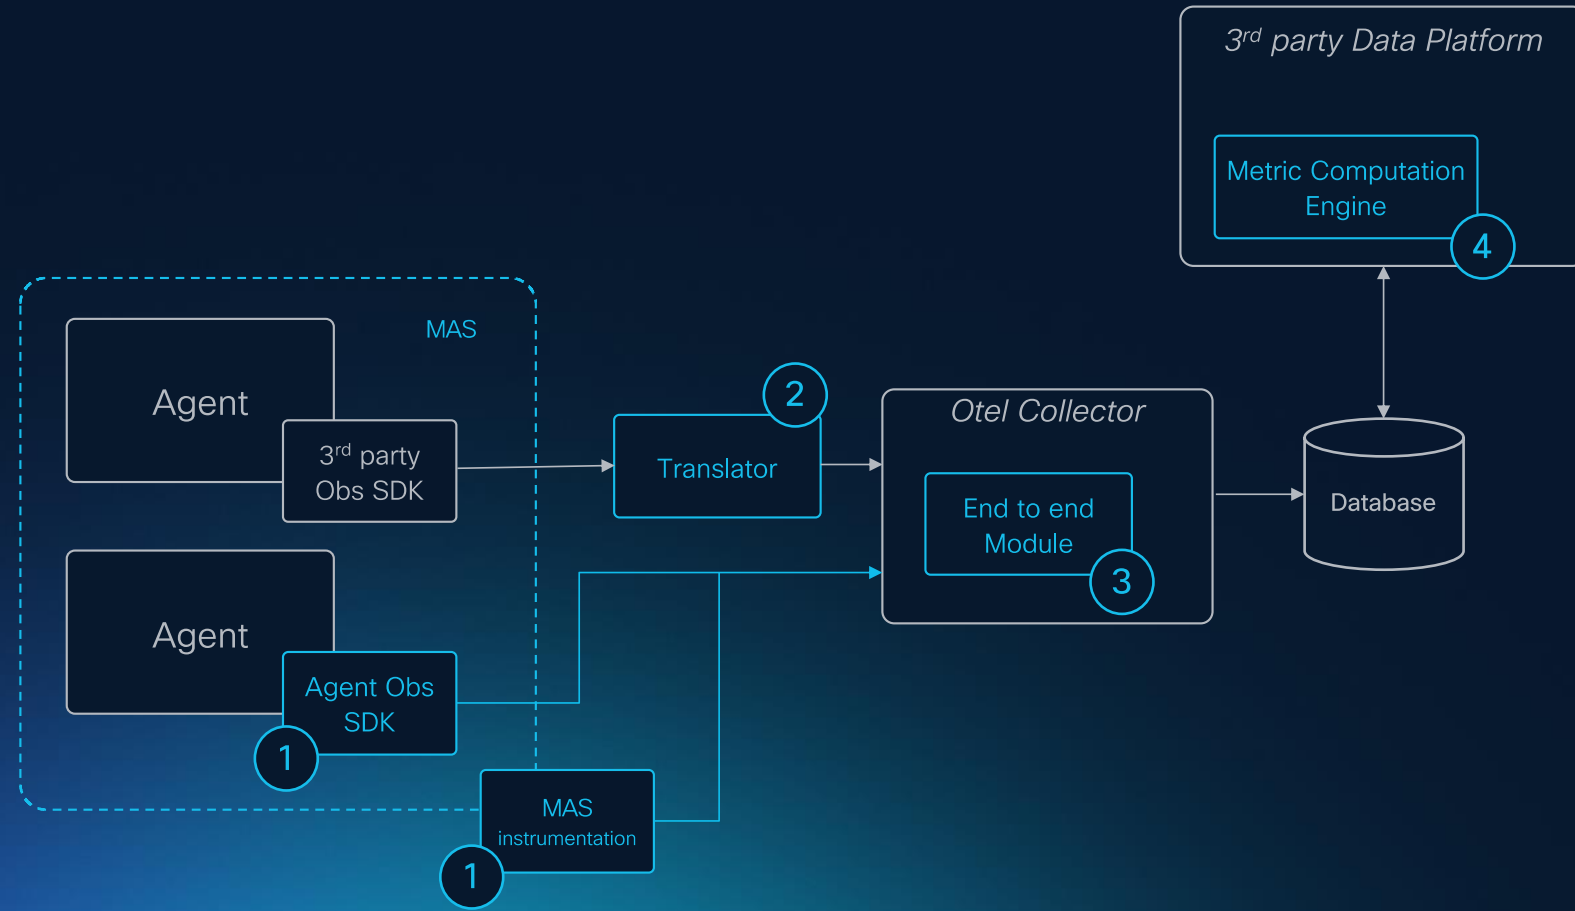 3rd party Data Platform
Metric Computation
Engine
4
MAS
Agent
3rd party
Obs SDK
2
Translator
Otel Collector
End to end
Module
3
Database
Agent
Agent Obs
SDK
1
MAS
instrumentation
1